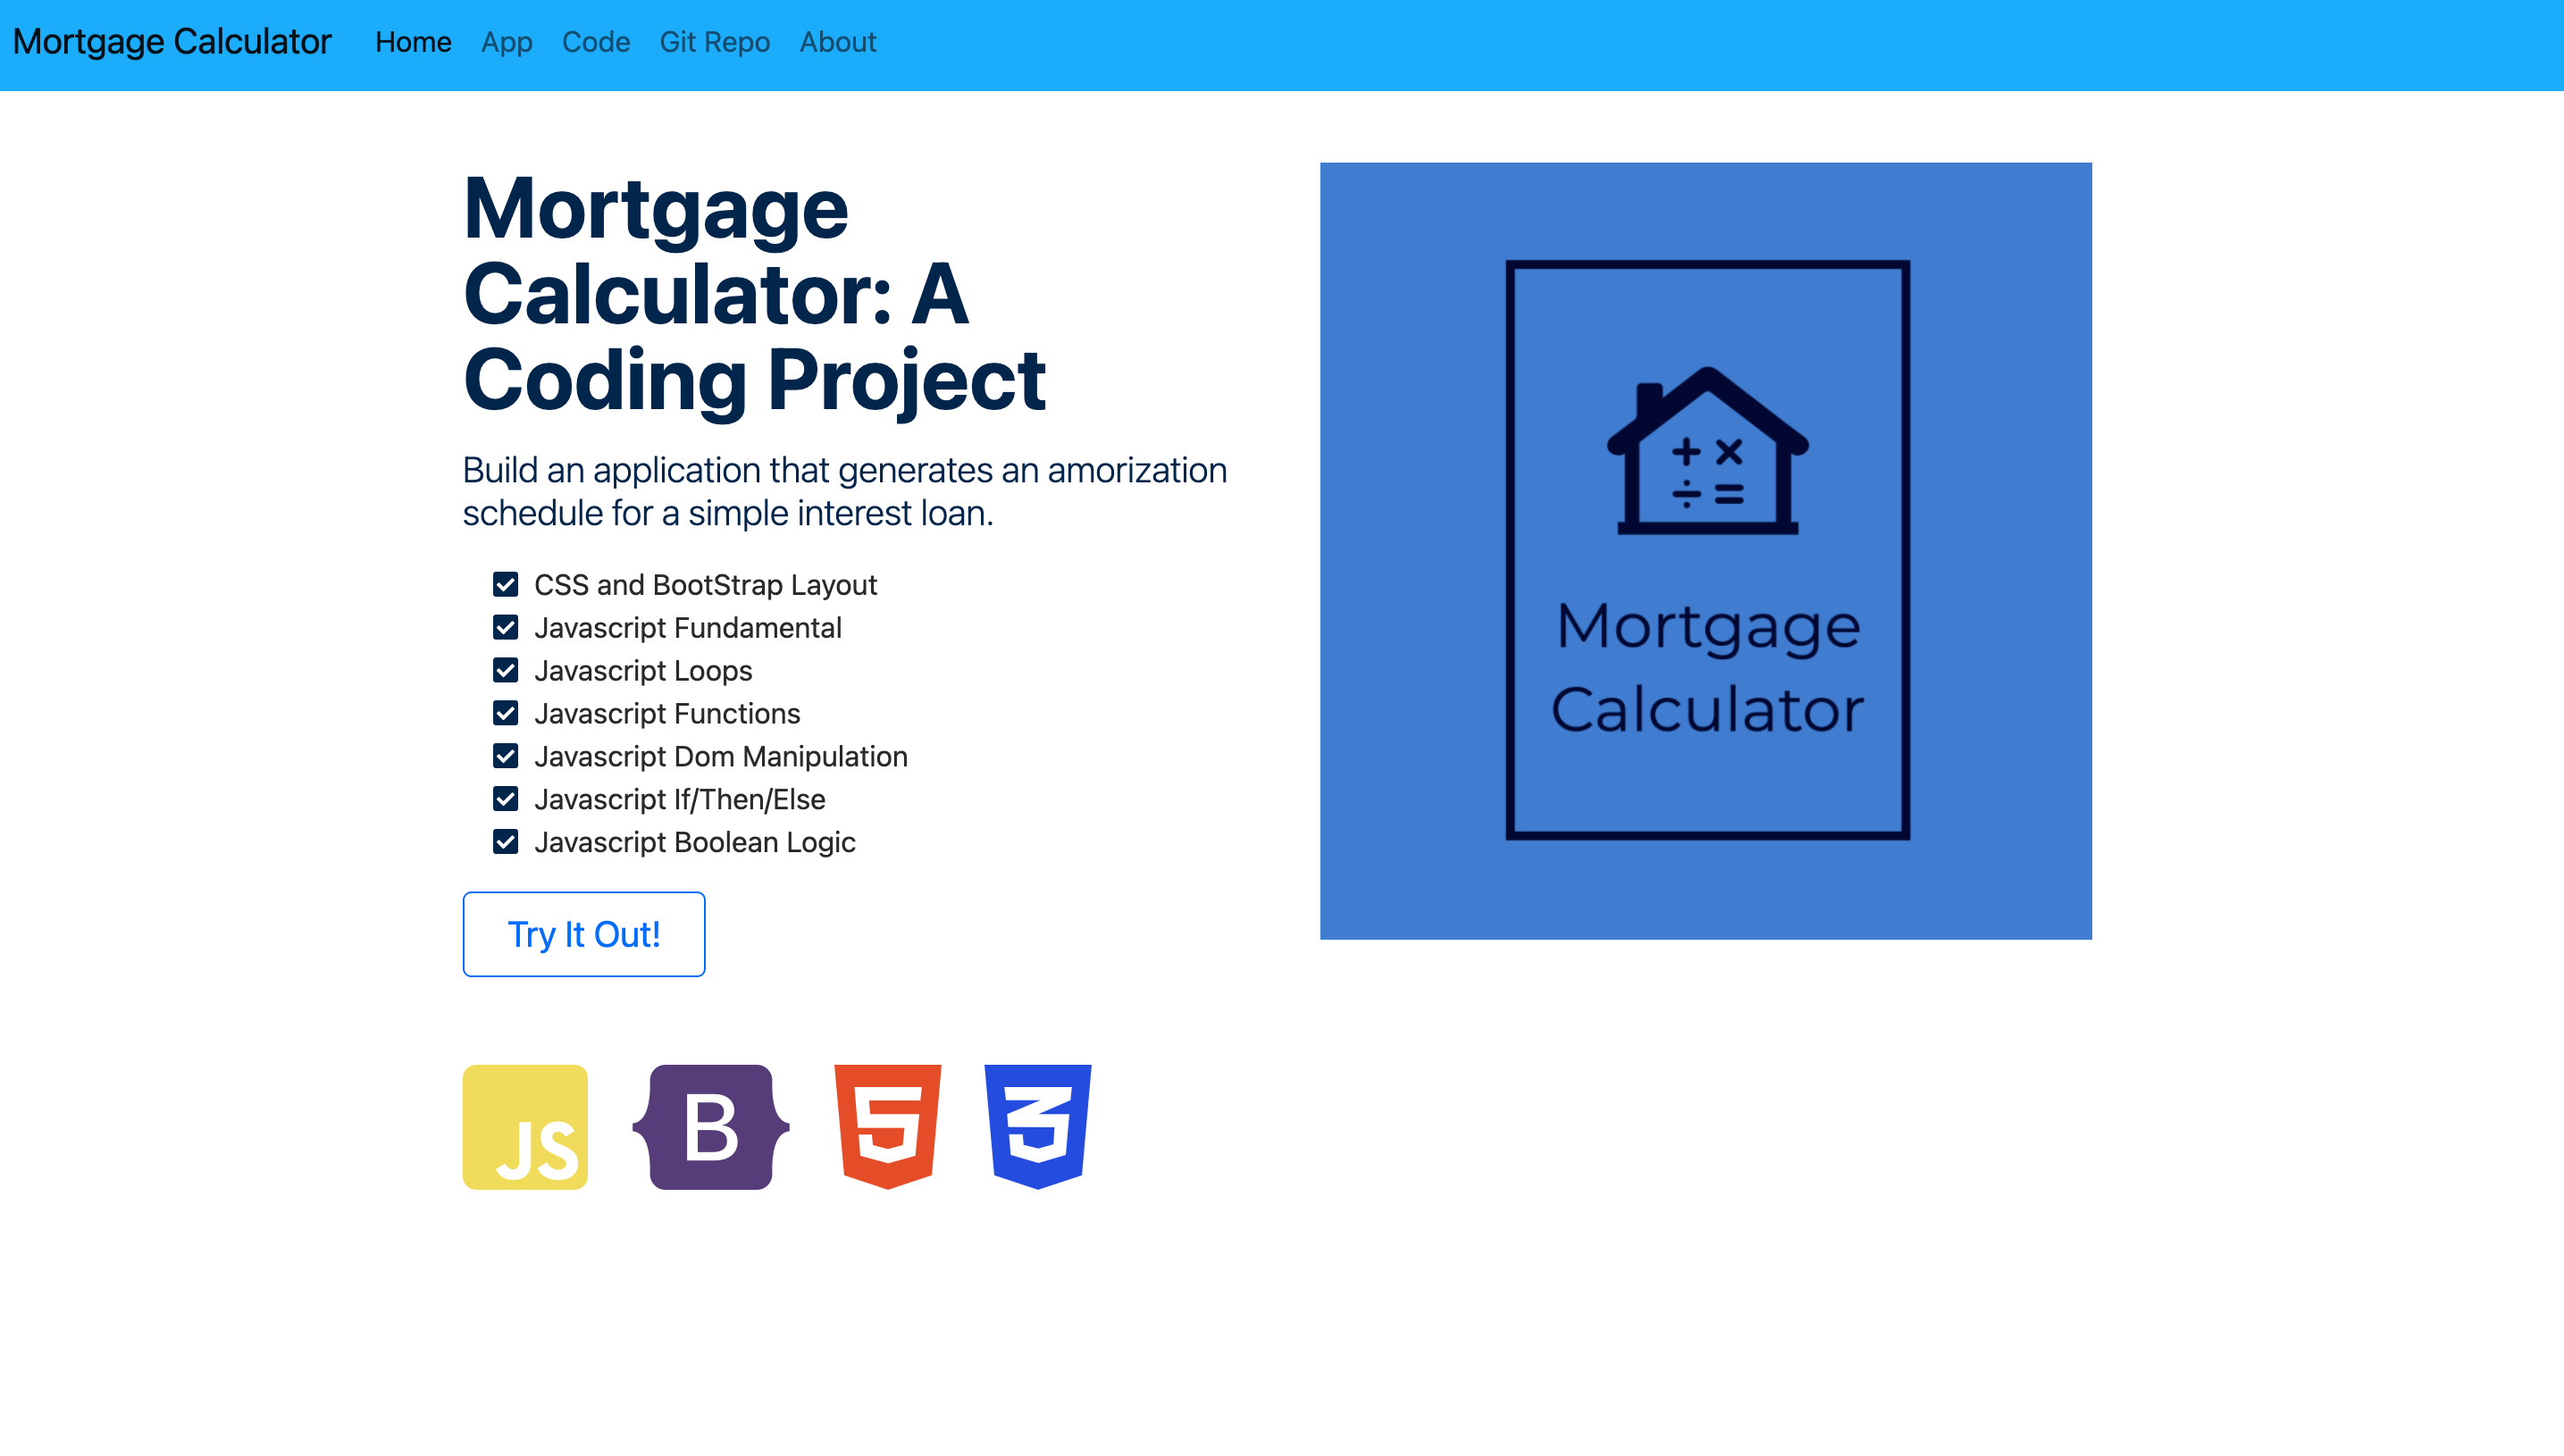 Mortgage Calculator Home App Code Git Repo About
Mortgage
Calculator: A
Coding Project
Build an application that generates an amorization
schedule for a simple interest loan.
CSS and BootStrap Layout
Javascript Fundamental
Javascript Loops
Javascript Functions
Javascript Dom Manipulation
Javascript If/Then/Else
Javascript Boolean Logic
Try It Out!
Mortgage
Calculator
JS B 5 3